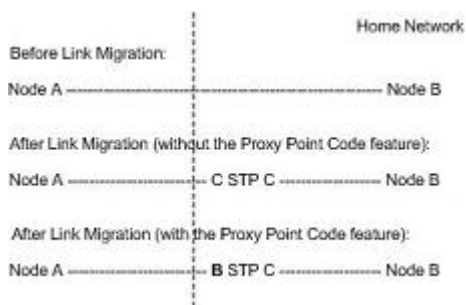 Home Network
Before Link Migration:
Node A ---------------------------------------------------------------- Node B
After Link Migration (without the Proxy Point Code feature):
Node A ---------------------------- C STP C -------------------- Node B
After Link Migration (with the Proxy Point Code feature):
Node A ---------------------------- B STP C -------------------- Node B